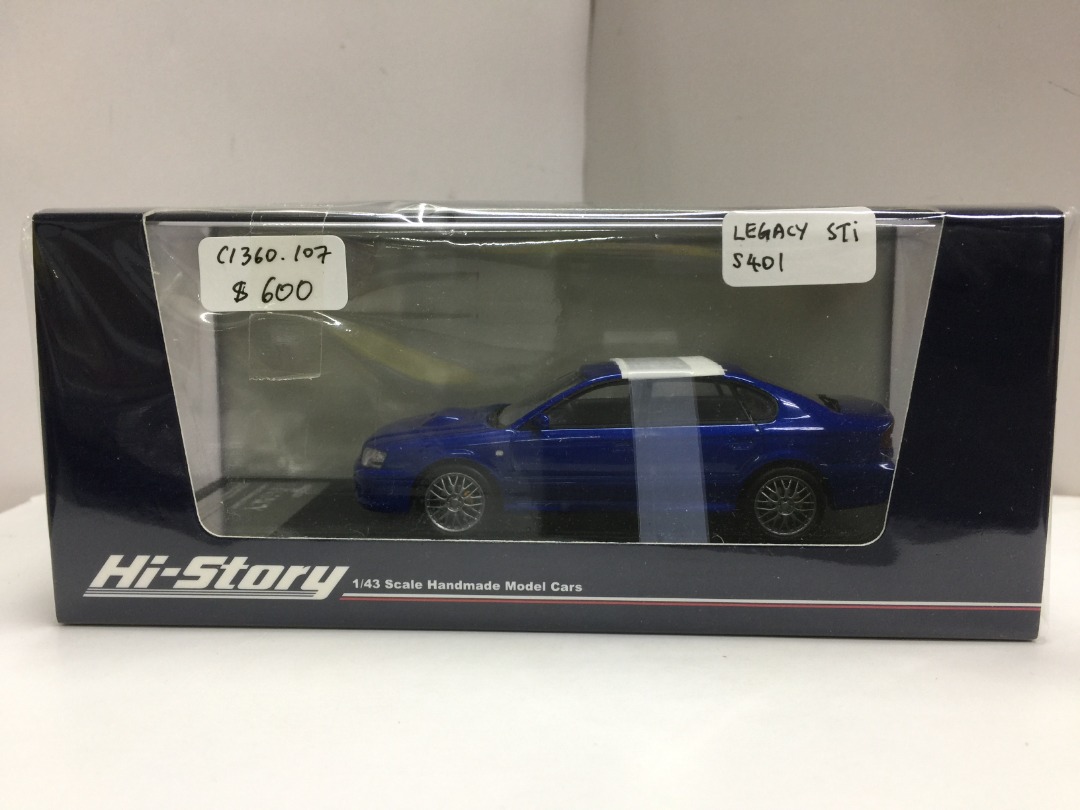 C1360.107
$600
LEGACY STi
S401
Hi-Story
1/43 Scale Handmade Model Cars